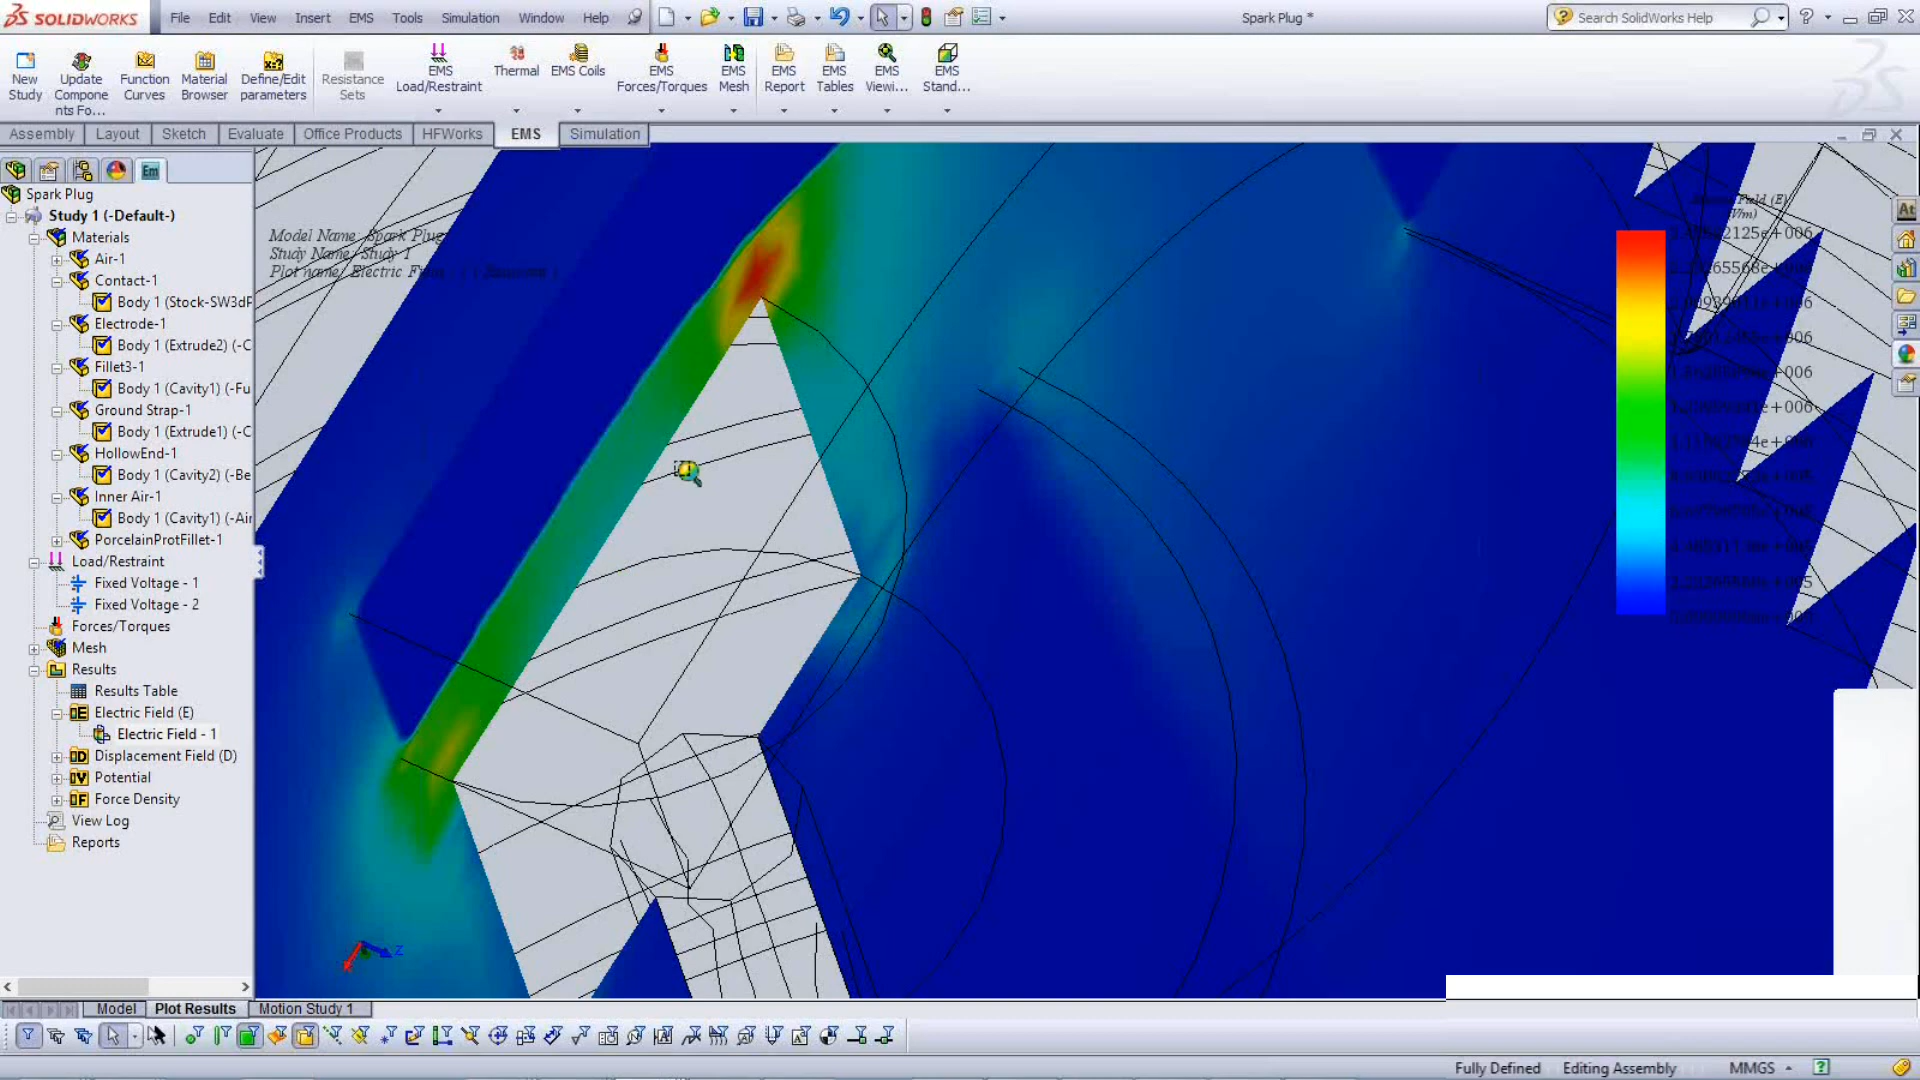 SOLIDWORKS File Edit View Insert EMS Tools Simulation Window Help
Spark Plug *
Search SolidWorks Help
New Study
Update Compone nts Fo...
Function Curves
Material Browser
Define/Edit parameters
Resistance Sets
EMS Load/Restraint
Thermal
EMS Coils
EMS Forces/Torques
EMS Mesh
EMS Report
EMS Tables
EMS Viewi...
EMS Stand...
Assembly Layout Sketch Evaluate Office Products HFWorks EMS Simulation
Spark Plug
Study 1 (-Default-)
Materials
Air-1
Contact-1
Body 1 (Stock-SW3dP
Electrode-1
Body 1 (Extrude2) (-C
Fillet3-1
Body 1 (Cavity1) (-Fu
Ground Strap-1
Body 1 (Extrude1) (-C
HollowEnd-1
Body 1 (Cavity2) (-Be
Inner Air-1
Body 1 (Cavity1) (-Air
PorcelainProtFillet-1
Load/Restraint
Fixed Voltage - 1
Fixed Voltage - 2
Forces/Torques
Mesh
Results
Results Table
Electric Field (E)
Electric Field - 1
Displacement Field (D)
Potential
Force Density
View Log
Reports
Model Name: Spark Plug
Study Name: Study 1
Plot name: Electric
Field (E)
Z
At
Em
Model Plot Results Motion Study 1
Fully Defined Editing Assembly MMGS